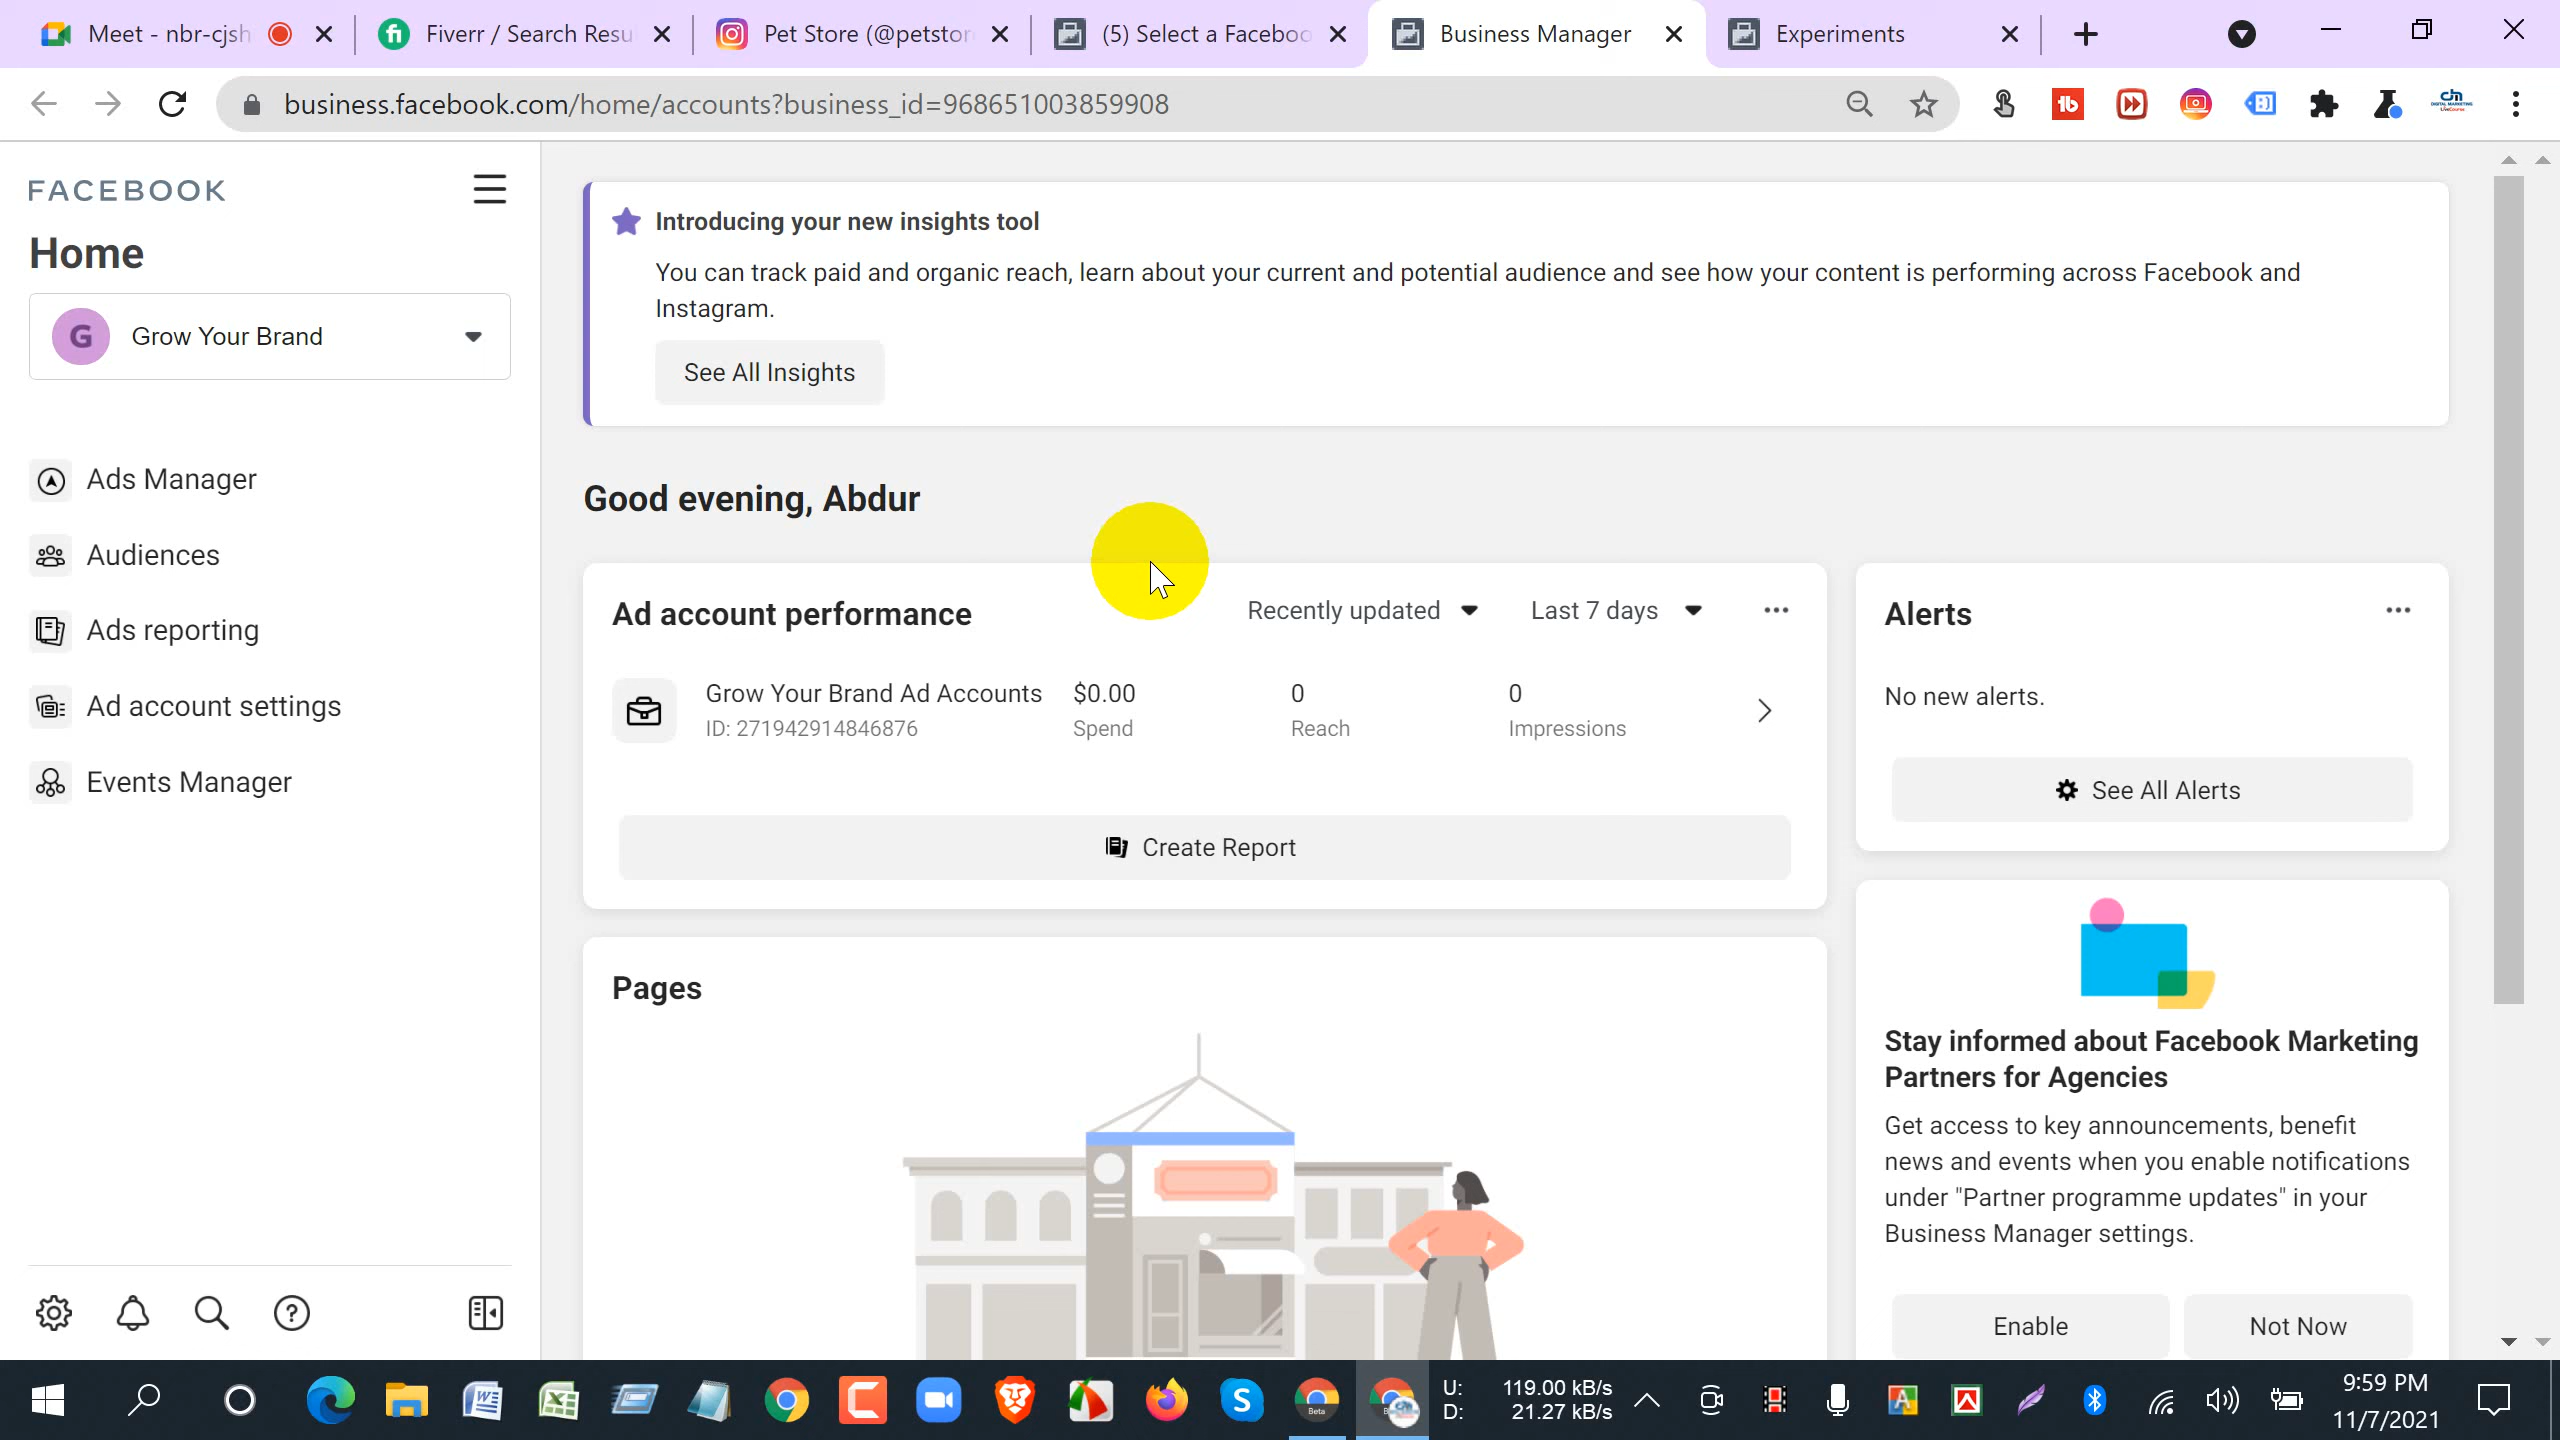 Meet - nbr-cjsh
Fiverr / Search Resu
Pet Store (@petstor
(5) Select a Faceboo
Business Manager
Experiments
business.facebook.com/home/accounts?business_id=968651003859908
FACEBOOK
Home
G Grow Your Brand
Ads Manager
Audiences
Ads reporting
Ad account settings
Events Manager
Introducing your new insights tool
You can track paid and organic reach, learn about your current and potential audience and see how your content is performing across Facebook and
Instagram.
See All Insights
Good evening, Abdur
Ad account performance
Recently updated
Last 7 days
Grow Your Brand Ad Accounts
ID: 271942914846876
$0.00
Spend
0
Reach
0
Impressions
Create Report
Alerts
No new alerts.
See All Alerts
Pages
Stay informed about Facebook Marketing
Partners for Agencies
Get access to key announcements, benefit
news and events when you enable notifications
under "Partner programme updates" in your
Business Manager settings.
Enable
Not Now
U: 119.00 kB/s
D: 21.27 kB/s
9:59 PM
11/7/2021